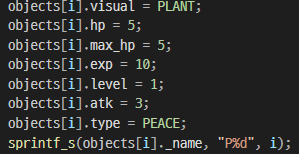 objects[i].visual = PLANT;
objects[i].hp = 5;
objects[i].max_hp = 5;
objects[i].exp = 10;
objects[i].level = 1;
objects[i].atk = 3;
objects[i].type = PEACE;
sprintf_s(objects[i]._name, "P%d", i);